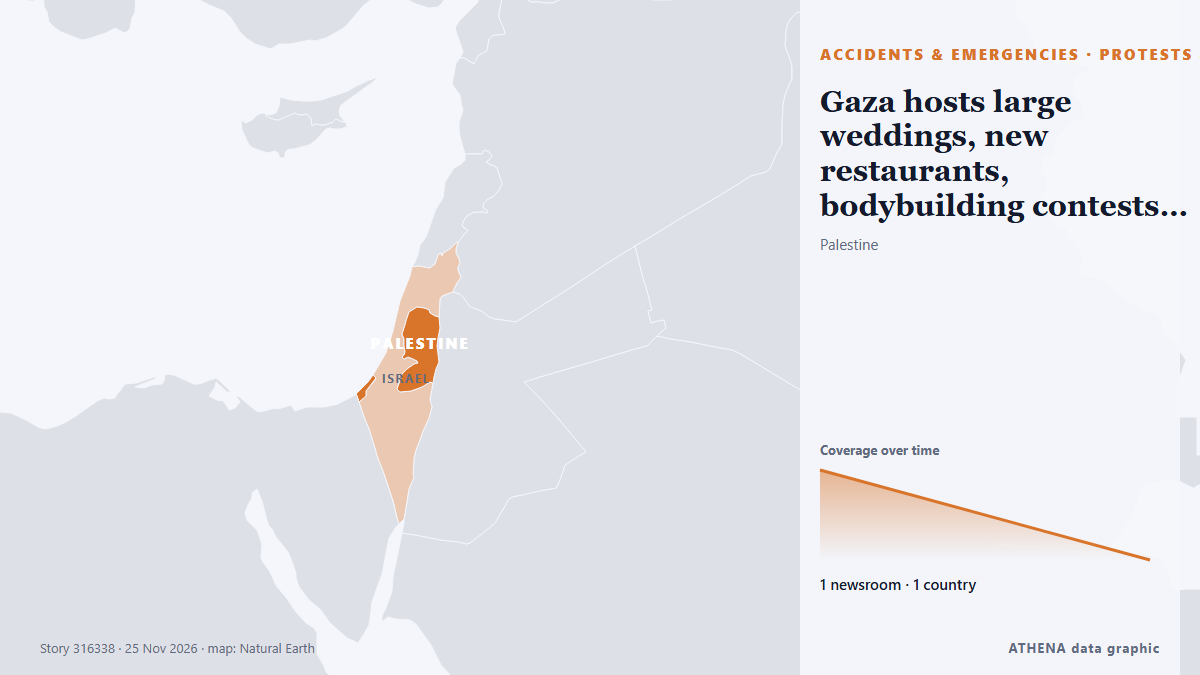 ACCIDENTS & EMERGENCIES · PROTESTS
Gaza hosts large
weddings, new
restaurants,
bodybuilding contests…
Palestine
PALESTINE
ISRAEL
Coverage over time
1 newsroom · 1 country
Story 316338 · 25 Nov 2026 · map: Natural Earth
ATHENA data graphic